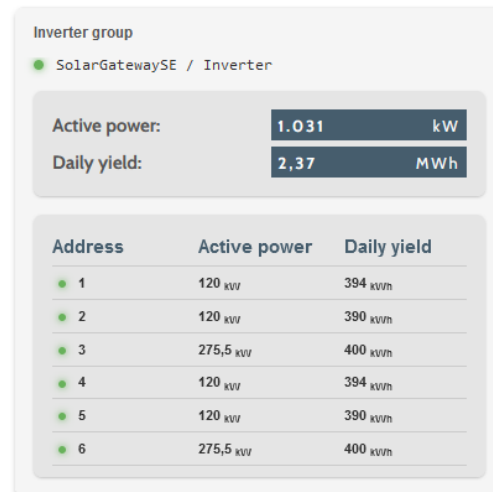 Inverter group
SolarGatewaySE / Inverter
Active power: 1.031 kW
Daily yield: 2,37 MWh
Address Active power Daily yield
1 120 kW 394 kWh
2 120 kW 390 kWh
3 275,5 kW 400 kWh
4 120 kW 394 kWh
5 120 kW 390 kWh
6 275,5 kW 400 kWh